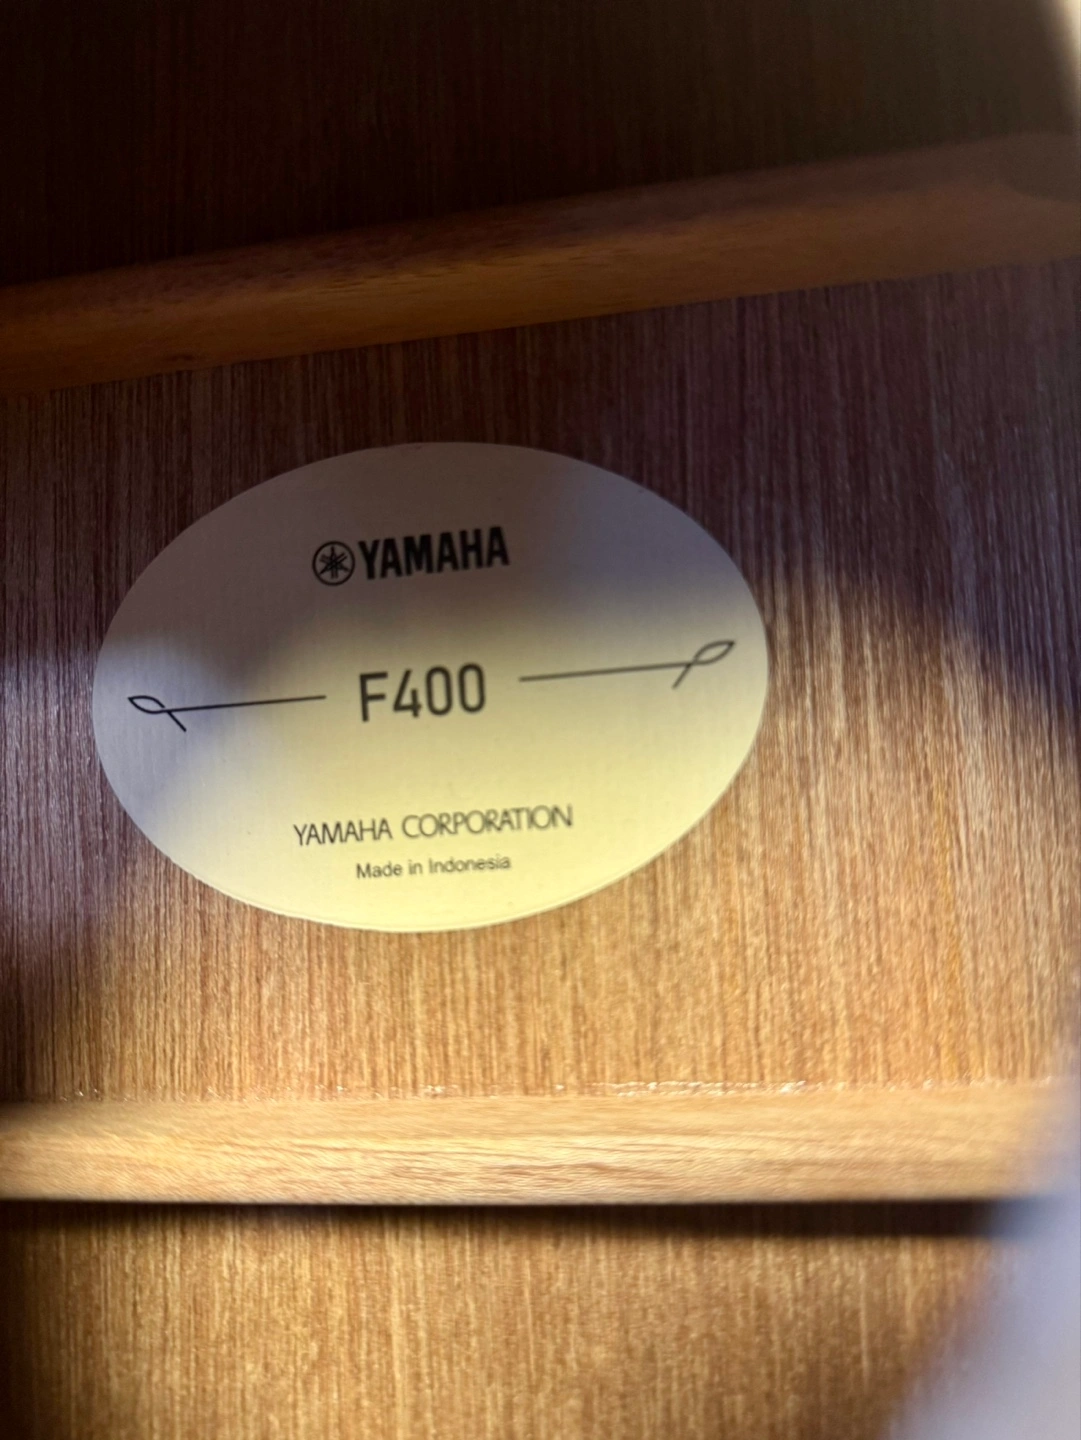 YAMAHA
F400
YAMAHA CORPORATION
Made in Indonesia